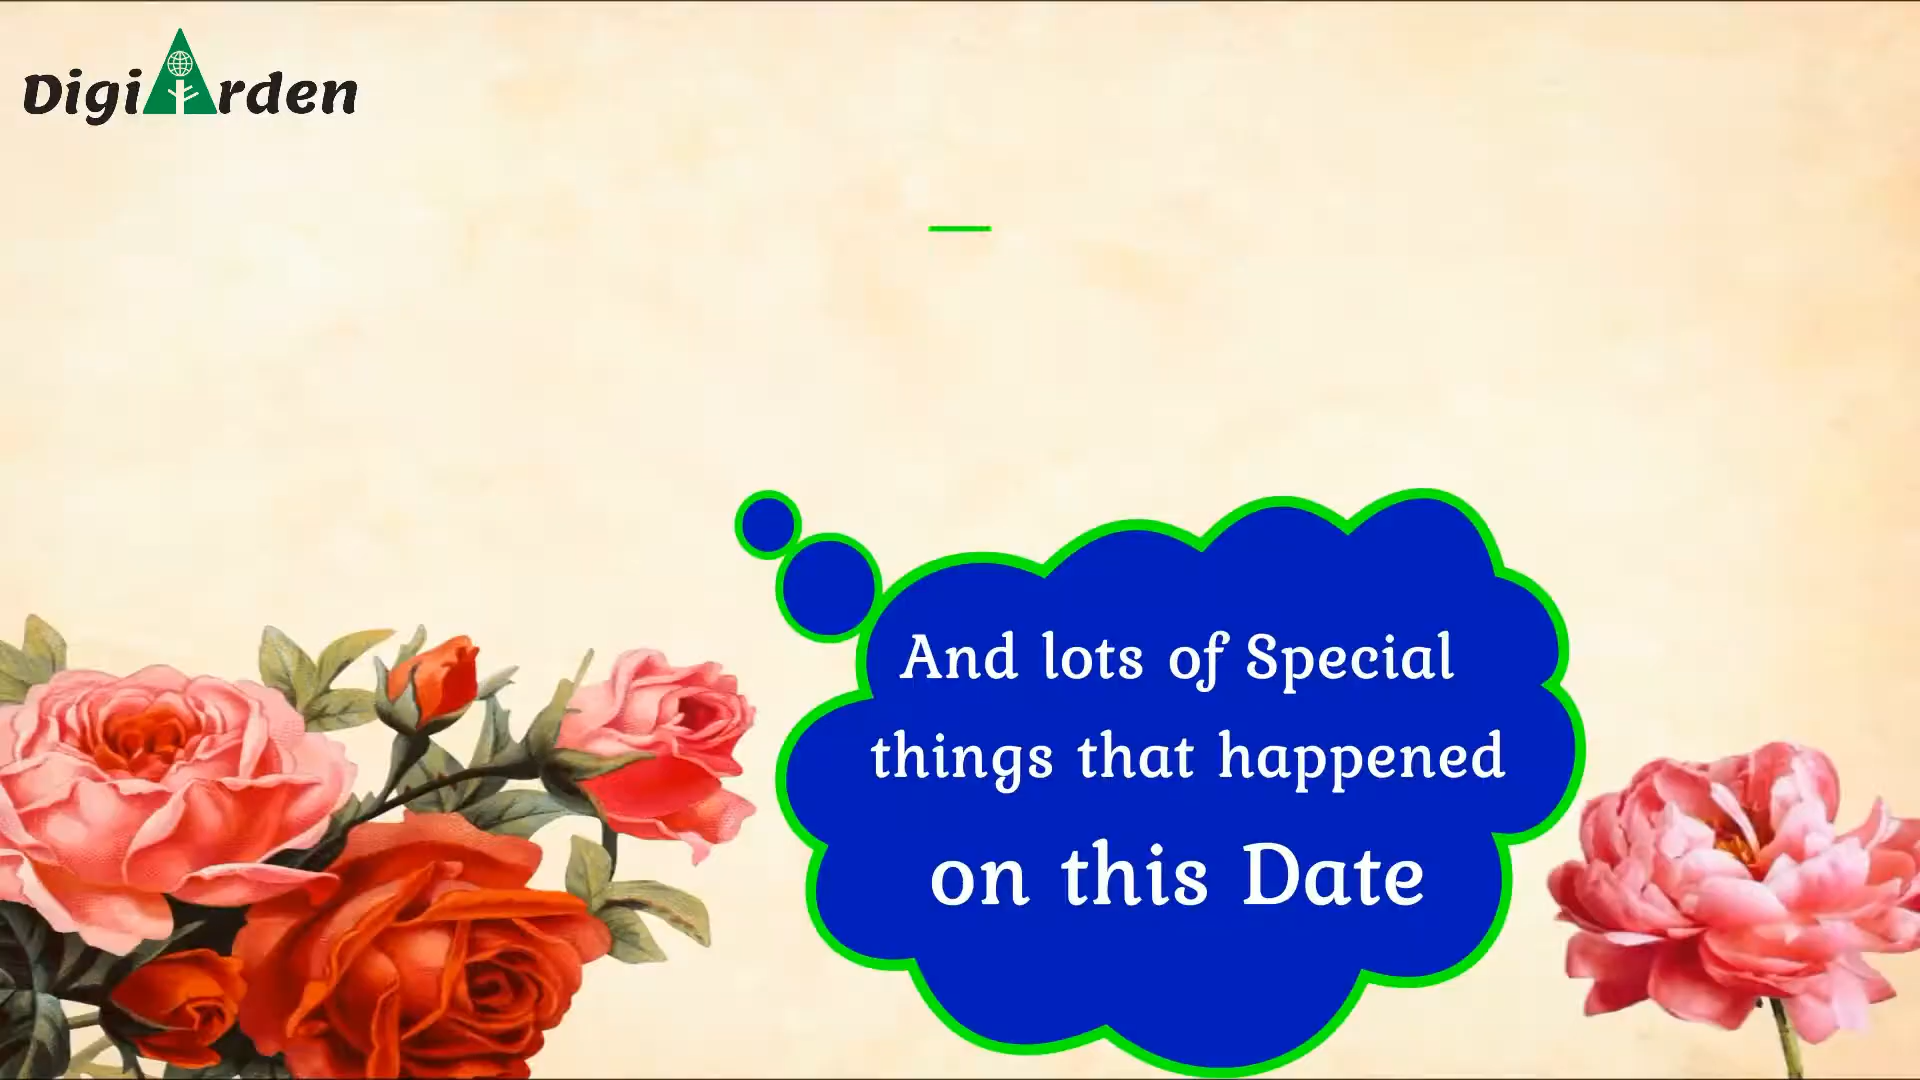 DigiArden
And lots of Special
things that happened
on this Date